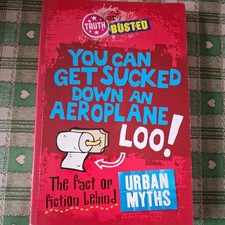 TRUTH OR BUSTED
YOU CAN
GET SUCKED
DOWN AN
AEROPLANE
LOO!
The fact or URBAN
fiction behind MYTHS